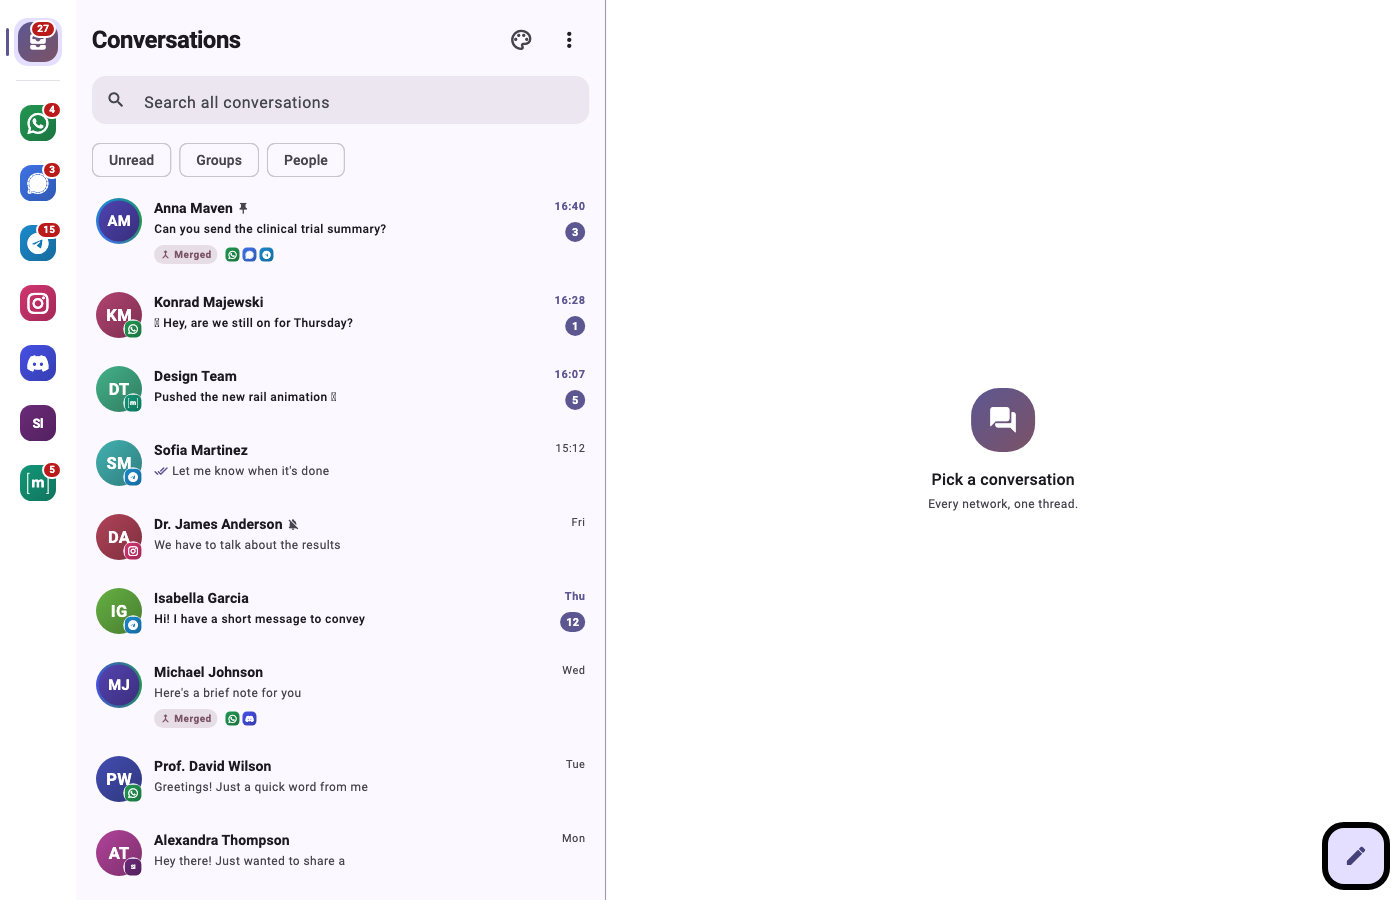 27
Conversations
4
Search all conversations
3
Unread
Groups
People
15
AM
Anna Maven
16:40
Can you send the clinical trial summary?
3
Merged
KM
Konrad Majewski
16:28
Hey, are we still on for Thursday?
1
DT
Design Team
16:07
Pushed the new rail animation
5
[m]
SI
SM
Sofia Martinez
15:12
Let me know when it's done
5
[m]
Pick a conversation
Every network, one thread.
DA
Dr. James Anderson
Fri
We have to talk about the results
IG
Isabella Garcia
Thu
Hi! I have a short message to convey
12
MJ
Michael Johnson
Wed
Here's a brief note for you
Merged
PW
Prof. David Wilson
Tue
Greetings! Just a quick word from me
AT
Alexandra Thompson
Mon
Hey there! Just wanted to share a
SI